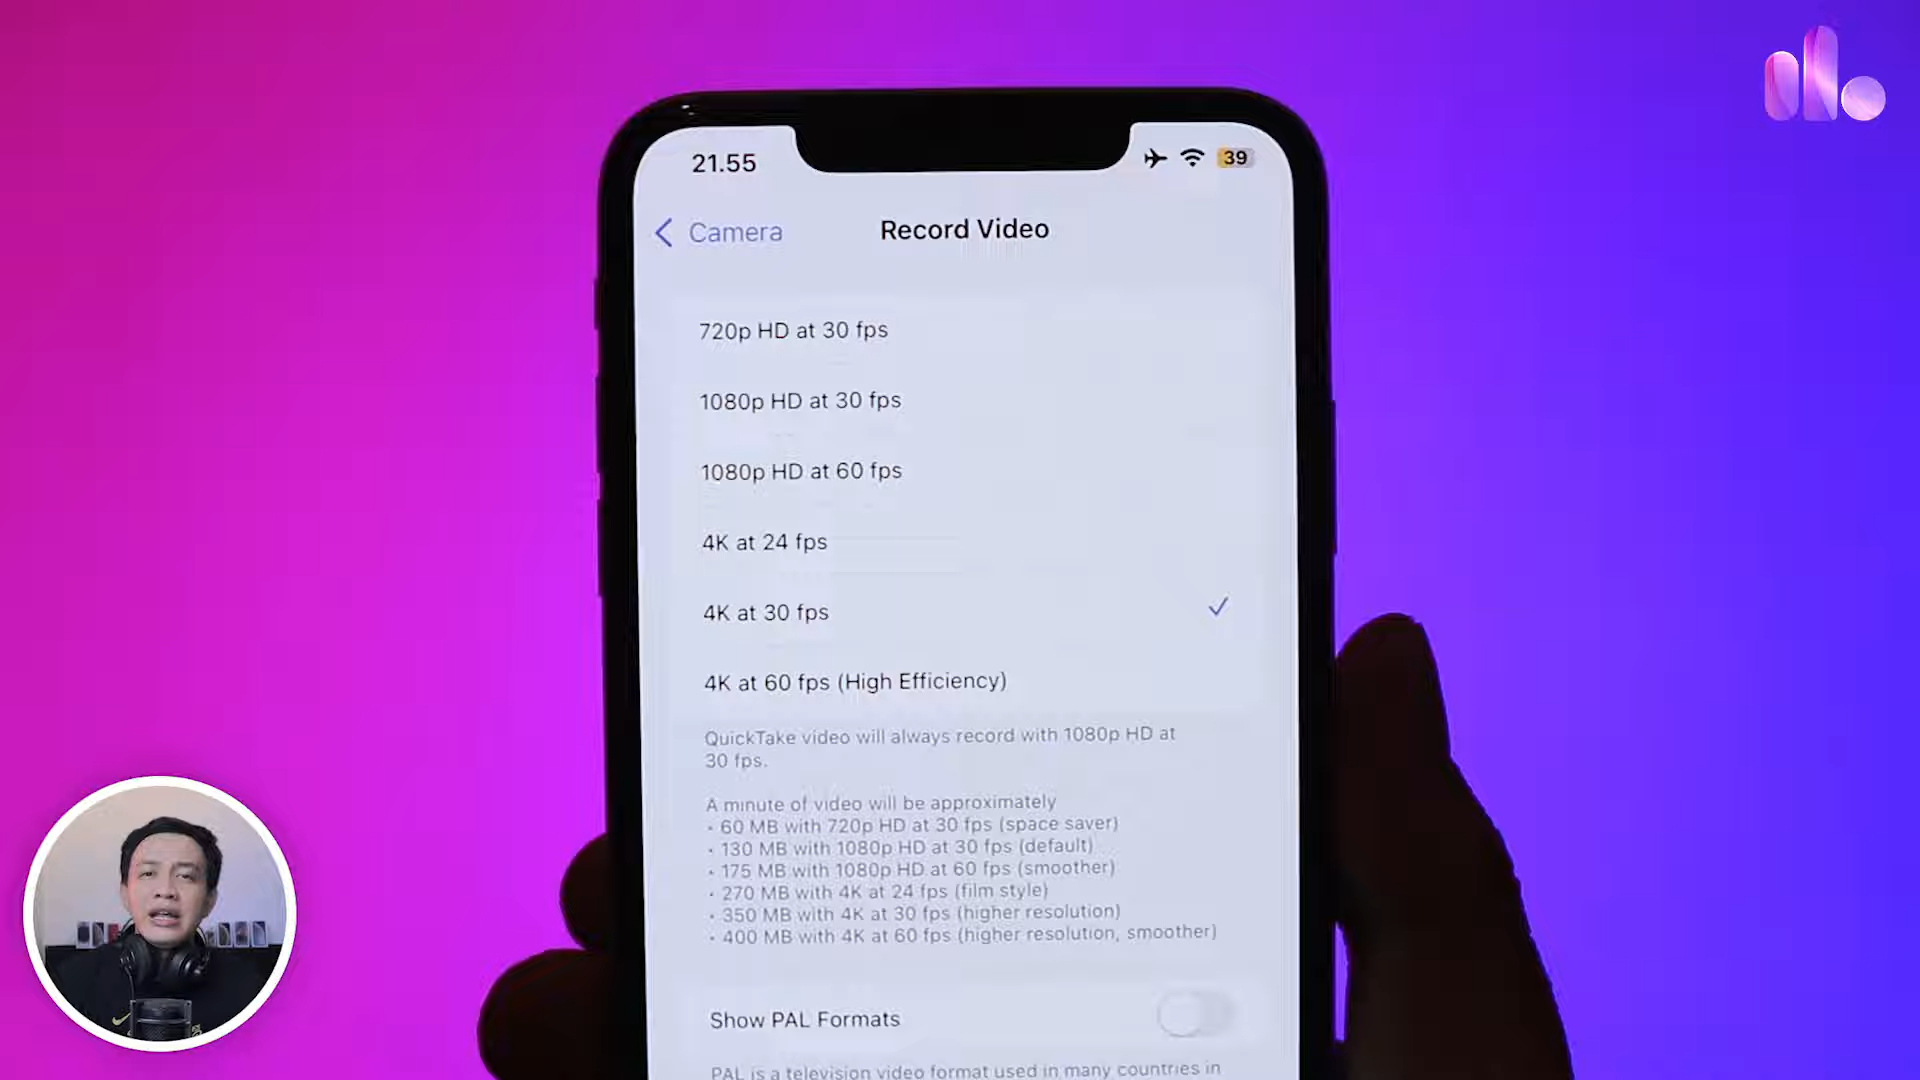 21.55
39
Camera
Record Video
720p HD at 30 fps
1080p HD at 30 fps
1080p HD at 60 fps
4K at 24 fps
4K at 30 fps
4K at 60 fps (High Efficiency)
QuickTake video will always record with 1080p HD at
30 fps.
A minute of video will be approximately
• 60 MB with 720p HD at 30 fps (space saver)
• 130 MB with 1080p HD at 30 fps (default)
• 175 MB with 1080p HD at 60 fps (smoother)
• 270 MB with 4K at 24 fps (film style)
• 350 MB with 4K at 30 fps (higher resolution)
• 400 MB with 4K at 60 fps (higher resolution, smoother)
Show PAL Formats
PAL is a television video format used in many countries in